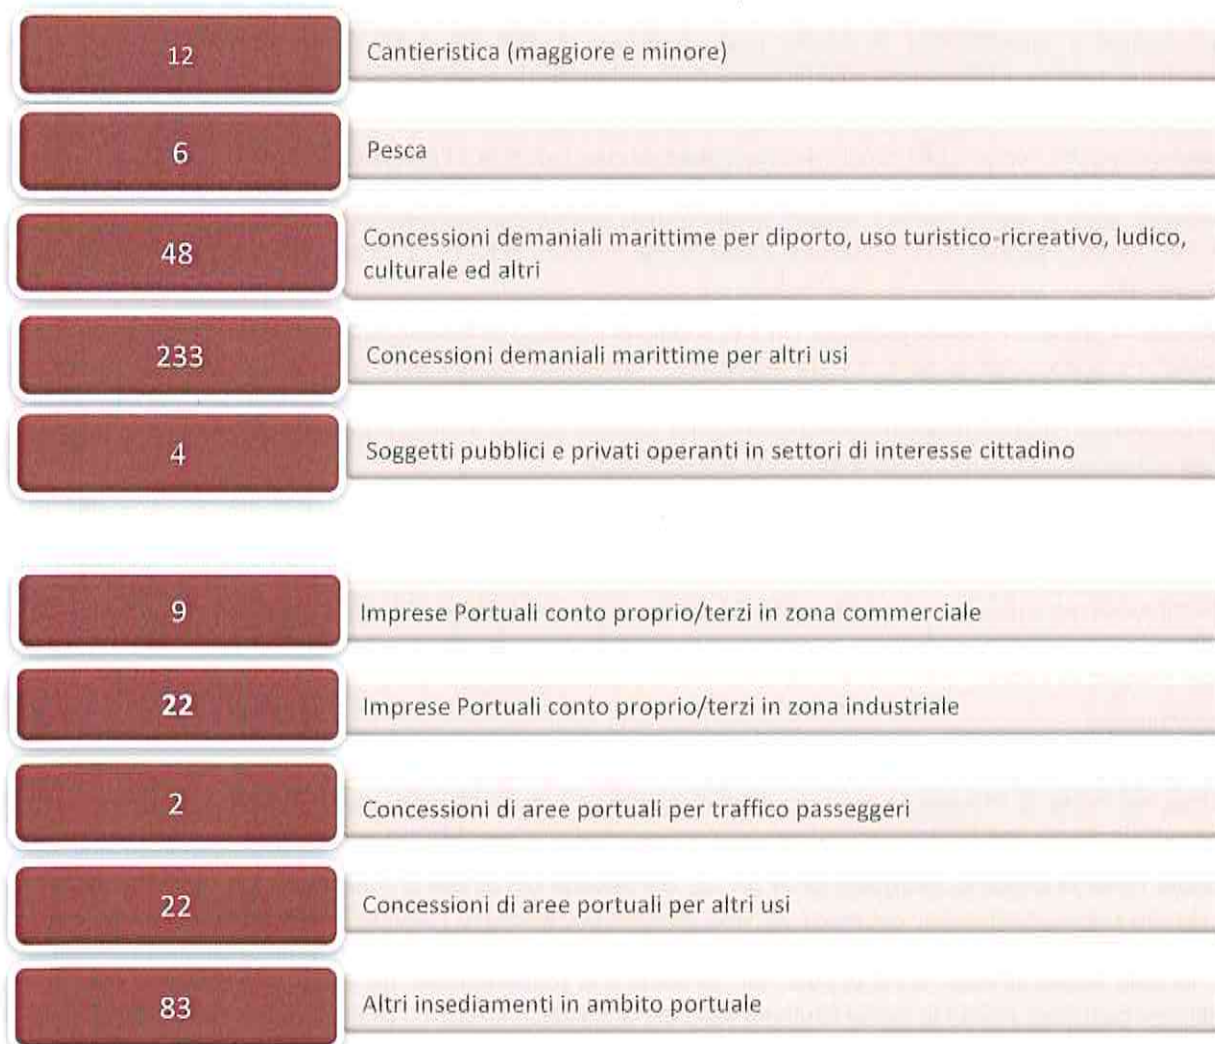 12
Cantieristica (maggiore e minore)
6
Pesca
48
Concessioni demaniali marittime per diporto, uso turistico-ricreativo, ludico,
culturale ed altri
233
Concessioni demaniali marittime per altri usi
4
Soggetti pubblici e privati operanti in settori di interesse cittadino
9
Imprese Portuali conto proprio/terzi in zona commerciale
22
Imprese Portuali conto proprio/terzi in zona industriale
2
Concessioni di aree portuali per traffico passeggeri
22
Concessioni di aree portuali per altri usi
83
Altri insediamenti in ambito portuale